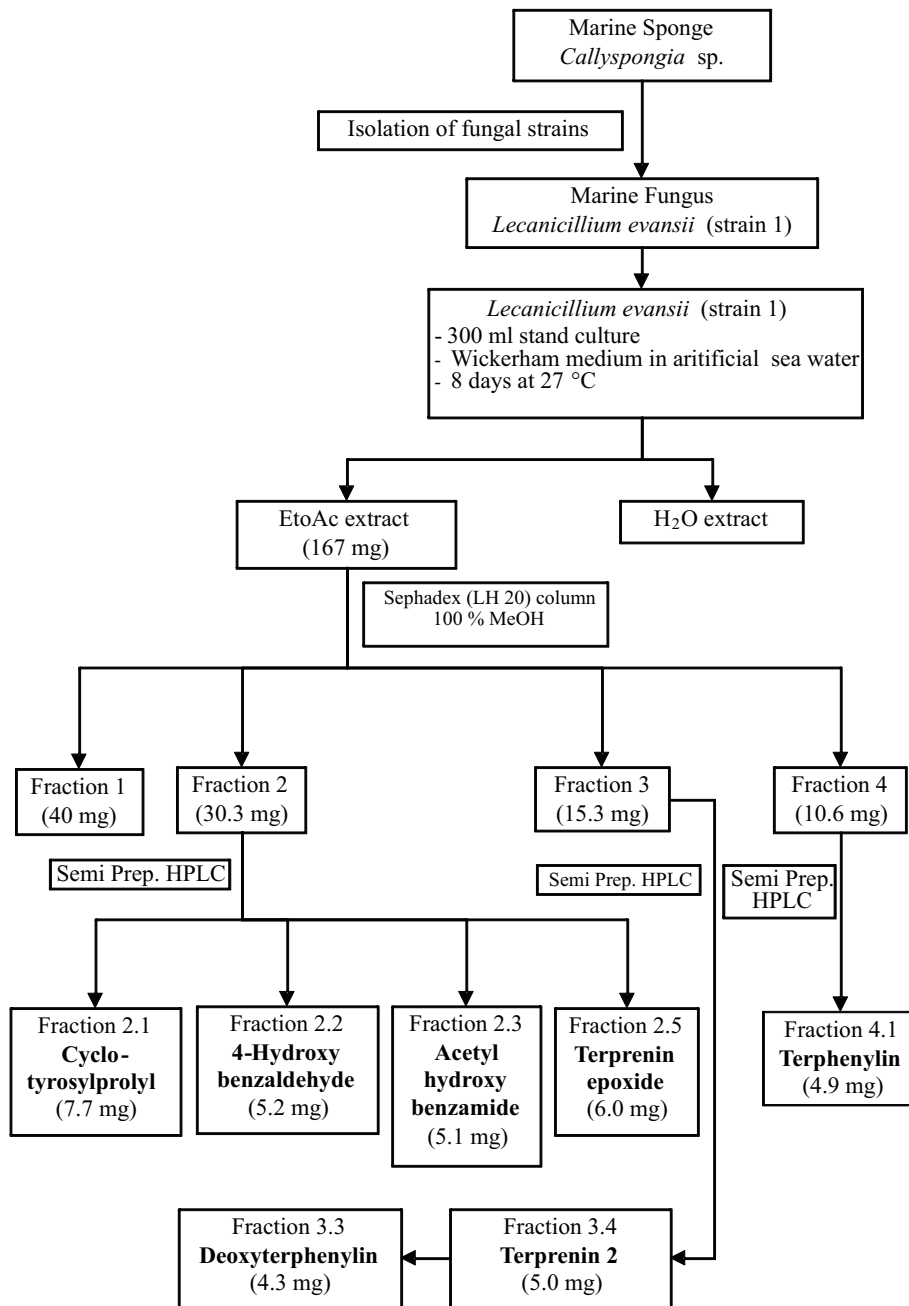 Marine Sponge
Callyspongia sp.
Isolation of fungal strains
Marine Fungus
Lecanicillium evansii (strain 1)
Lecanicillium evansii (strain 1)
- 300 ml stand culture
- Wickerham medium in aritificial sea water
- 8 days at 27 °C
EtoAc extract
(167 mg)
H₂O extract
Sephadex (LH 20) column
100 % MeOH
Fraction 1
(40 mg)
Fraction 2
(30.3 mg)
Fraction 3
(15.3 mg)
Fraction 4
(10.6 mg)
Semi Prep. HPLC
Semi Prep. HPLC
Semi Prep.
HPLC
Fraction 2.1
Cyclo-
tyrosylprolyl
(7.7 mg)
Fraction 2.2
4-Hydroxy
benzaldehyde
(5.2 mg)
Fraction 2.3
Acetyl
hydroxy
benzamide
(5.1 mg)
Fraction 2.5
Terprenin
epoxide
(6.0 mg)
Fraction 4.1
Terphenylin
(4.9 mg)
Fraction 3.3
Deoxyterphenylin
(4.3 mg)
Fraction 3.4
Terprenin 2
(5.0 mg)